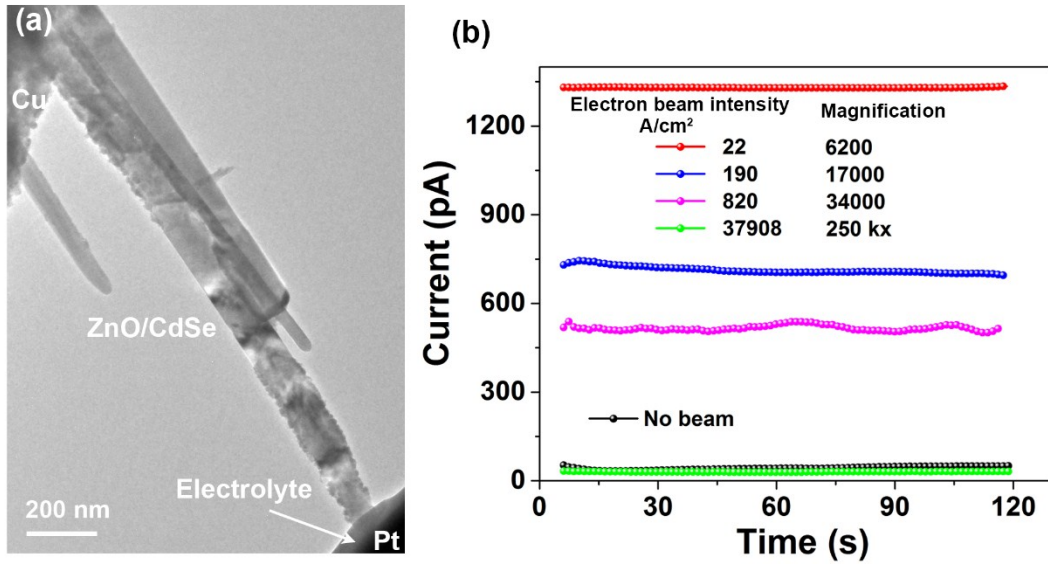 (a)
Cu
ZnO/CdSe
Electrolyte
200 nm
Pt
(b)
Current (pA)
1200
900
600
300
0
Electron beam intensity Magnification
A/cm²
22 6200
190 17000
820 34000
37908 250 kx
No beam
0 30 60 90 120
Time (s)